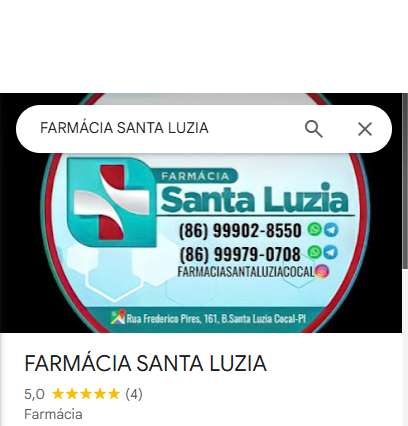 FARMÁCIA SANTA LUZIA
FARMÁCIA
Santa Luzia
(86) 99902-8550
(86) 99979-0708
FARMACIASANTALUZIACOCAL
Rua Frederico Pires, 161, B.Santa Luzia Cocal-PI
FARMÁCIA SANTA LUZIA
5,0 ★★★★★ (4)
Farmácia